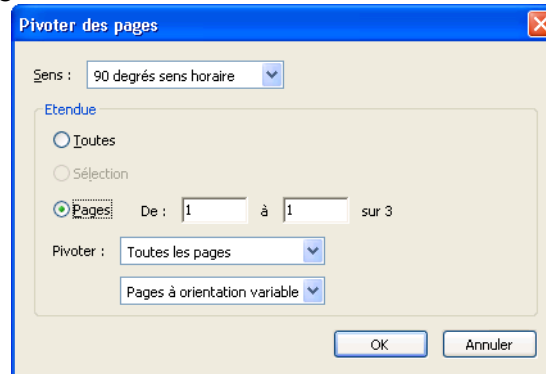 Pivoter des pages
Sens : 90 degrés sens horaire
Etendue
Toutes
Sélection
Pages De : 1 à 1 sur 3
Pivoter : Toutes les pages
Pages à orientation variable
OK Annuler